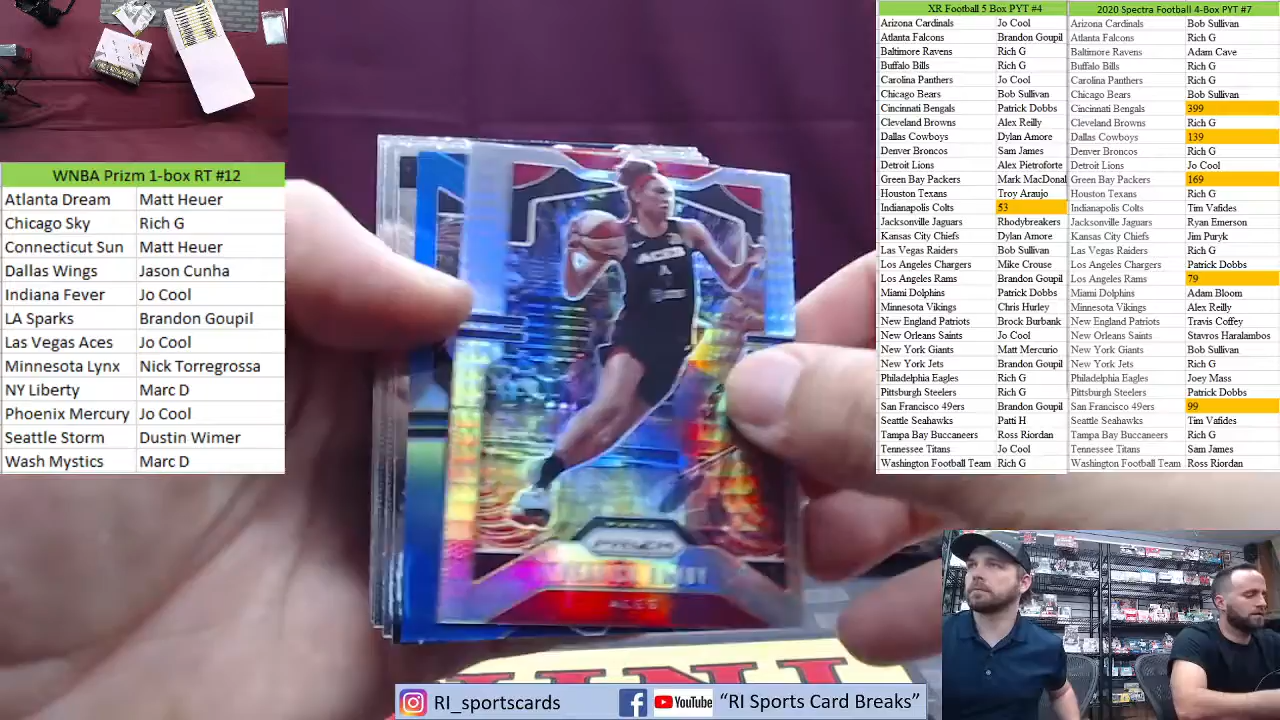 WNBA Prizm 1-box RT #12
Atlanta Dream Matt Heuer
Chicago Sky Rich G
Connecticut Sun Matt Heuer
Dallas Wings Jason Cunha
Indiana Fever Jo Cool
LA Sparks Brandon Goupil
Las Vegas Aces Jo Cool
Minnesota Lynx Nick Torregrossa
NY Liberty Marc D
Phoenix Mercury Jo Cool
Seattle Storm Dustin Wimer
Wash Mystics Marc D
ACES
PRIZM
ACES
XR Football 5 Box PYT #4
Arizona Cardinals Jo Cool
Atlanta Falcons Brandon Goupil
Baltimore Ravens Rich G
Buffalo Bills Rich G
Carolina Panthers Jo Cool
Chicago Bears Bob Sullivan
Cincinnati Bengals Patrick Dobbs
Cleveland Browns Alex Reilly
Dallas Cowboys Dylan Amore
Denver Broncos Sam James
Detroit Lions Alex Pietroforte
Green Bay Packers Mark MacDonal
Houston Texans Troy Araujo
Indianapolis Colts 53
Jacksonville Jaguars Rhodybreakers
Kansas City Chiefs Dylan Amore
Las Vegas Raiders Bob Sullivan
Los Angeles Chargers Mike Crouse
Los Angeles Rams Brandon Goupil
Miami Dolphins Patrick Dobbs
Minnesota Vikings Chris Hurley
New England Patriots Brock Burbank
New Orleans Saints Jo Cool
New York Giants Matt Mercurio
New York Jets Brandon Goupil
Philadelphia Eagles Rich G
Pittsburgh Steelers Rich G
San Francisco 49ers Brandon Goupil
Seattle Seahawks Patti H
Tampa Bay Buccaneers Ross Riordan
Tennessee Titans Jo Cool
Washington Football Team Rich G
2020 Spectra Football 4-Box PYT #7
Arizona Cardinals Bob Sullivan
Atlanta Falcons Rich G
Baltimore Ravens Adam Cave
Buffalo Bills Rich G
Carolina Panthers Rich G
Chicago Bears Bob Sullivan
Cincinnati Bengals 399
Cleveland Browns Rich G
Dallas Cowboys 139
Denver Broncos Rich G
Detroit Lions Jo Cool
Green Bay Packers 169
Houston Texans Rich G
Indianapolis Colts Tim Vafides
Jacksonville Jaguars Ryan Emerson
Kansas City Chiefs Jim Puryk
Las Vegas Raiders Rich G
Los Angeles Chargers Patrick Dobbs
Los Angeles Rams 79
Miami Dolphins Adam Bloom
Minnesota Vikings Alex Reilly
New England Patriots Travis Coffey
New Orleans Saints Stavros Haralambos
New York Giants Bob Sullivan
New York Jets Rich G
Philadelphia Eagles Joey Mass
Pittsburgh Steelers Patrick Dobbs
San Francisco 49ers 99
Seattle Seahawks Tim Vafides
Tampa Bay Buccaneers Rich G
Tennessee Titans Sam James
Washington Football Team Ross Riordan
RI_sportscards
YouTube "RI Sports Card Breaks"